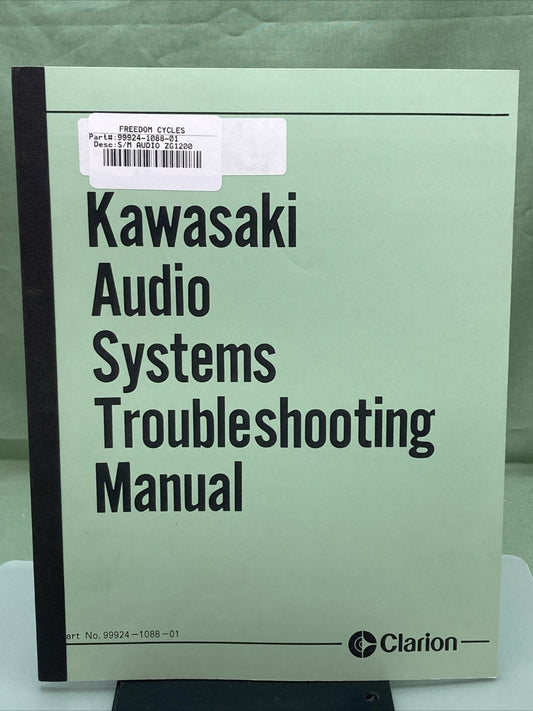 FREEDOM CYCLES
Part#:99924-1088-01
Desc:S/M AUDIO ZG1200
Kawasaki
Audio
Systems
Troubleshooting
Manual
art No. 99924-1088-01
Clarion